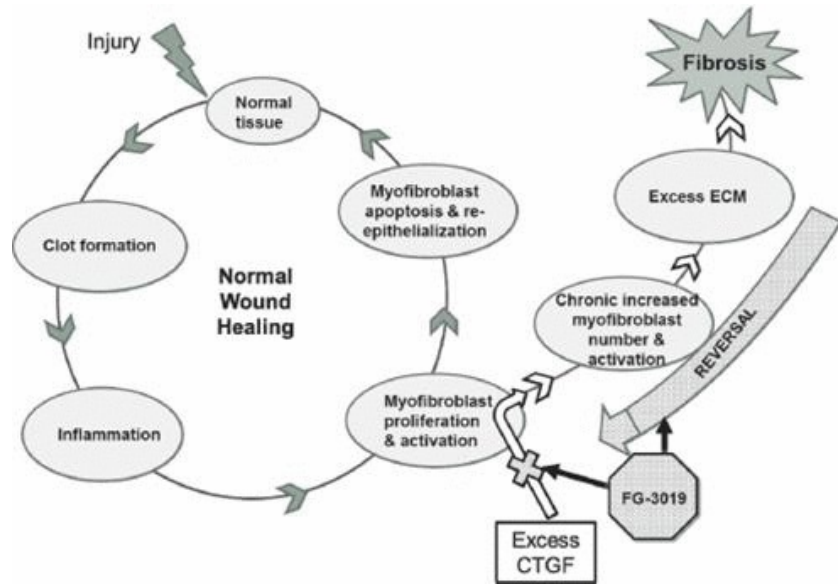 Injury
Normal
tissue
Clot formation
Inflammation
Myofibroblast
proliferation
& activation
Myofibroblast
apoptosis & re-
epithelialization
Normal
Wound
Healing
Excess
CTGF
Chronic increased
myofibroblast
number &
activation
Excess ECM
Fibrosis
REVERSAL
FG-3019